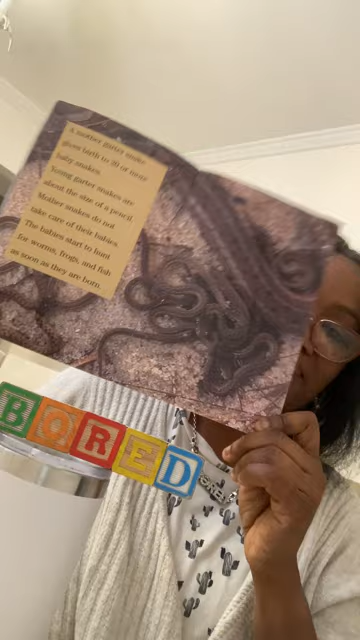 A mother garter snake
gives birth to 20 or more
baby snakes.
Young garter snakes are
about the size of a pencil.
Mother snakes do not
take care of their babies.
The babies start to hunt
for worms, frogs, and fish
as soon as they are born.
BORED